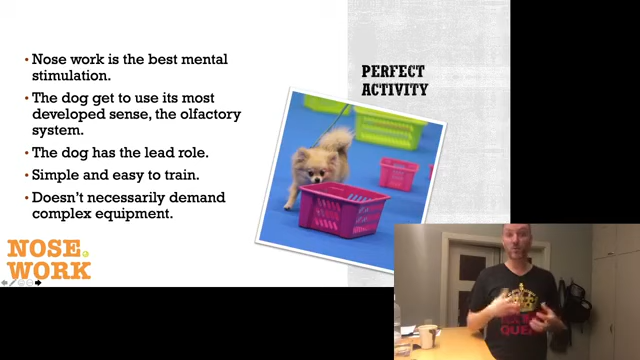 • Nose work is the best mental
stimulation.
• The dog get to use its most
developed sense, the olfactory
system.
• The dog has the lead role.
• Simple and easy to train.
• Doesn't necessarily demand
complex equipment.
PERFECT
ACTIVITY
NOSE
WORK